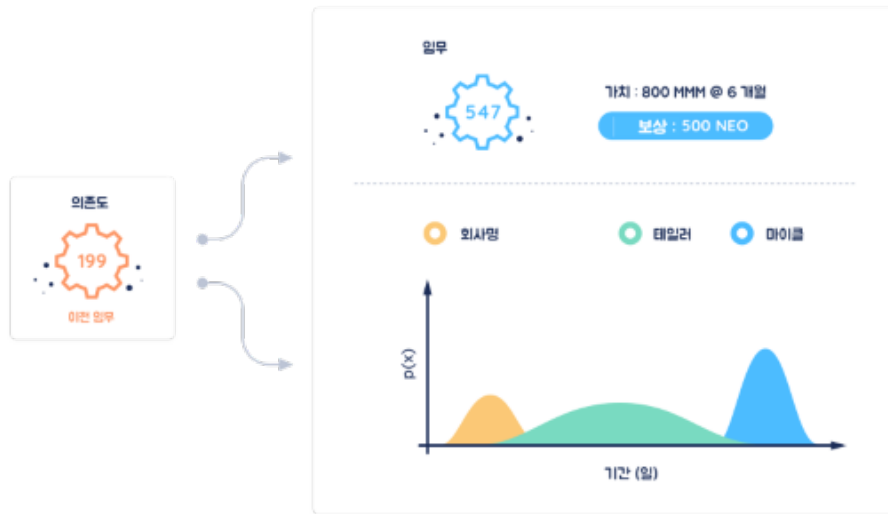 의존도
199
이전 임무
임무
547
가치 : 800 MMM @ 6 개월
보상 : 500 NEO
회사명
테일러
마이클
p(x)
기간 (일)